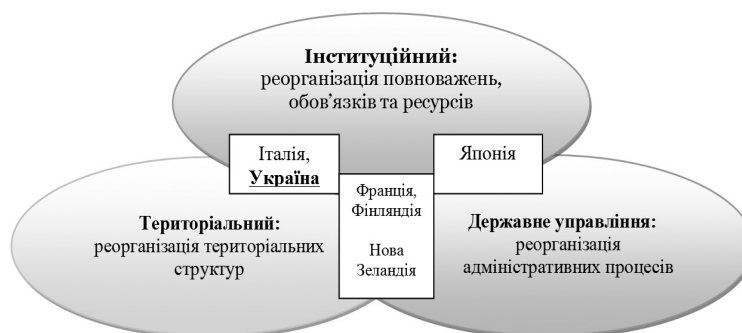 Інституційний:
реорганізація повноважень,
обов’язків та ресурсів
Італія,
Україна
Японія
Франція,
Фінляндія
Нова
Зеландія
Територіальний:
реорганізація територіальних
структур
Державне управління:
реорганізація
адміністративних процесів